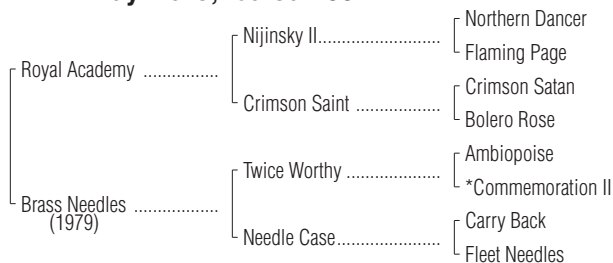 Northern Dancer
Nijinsky II
Flaming Page
Royal Academy
Crimson Satan
Crimson Saint
Bolero Rose
Ambiopoise
Twice Worthy
*Commemoration II
Brass Needles
(1979)
Carry Back
Needle Case
Fleet Needles